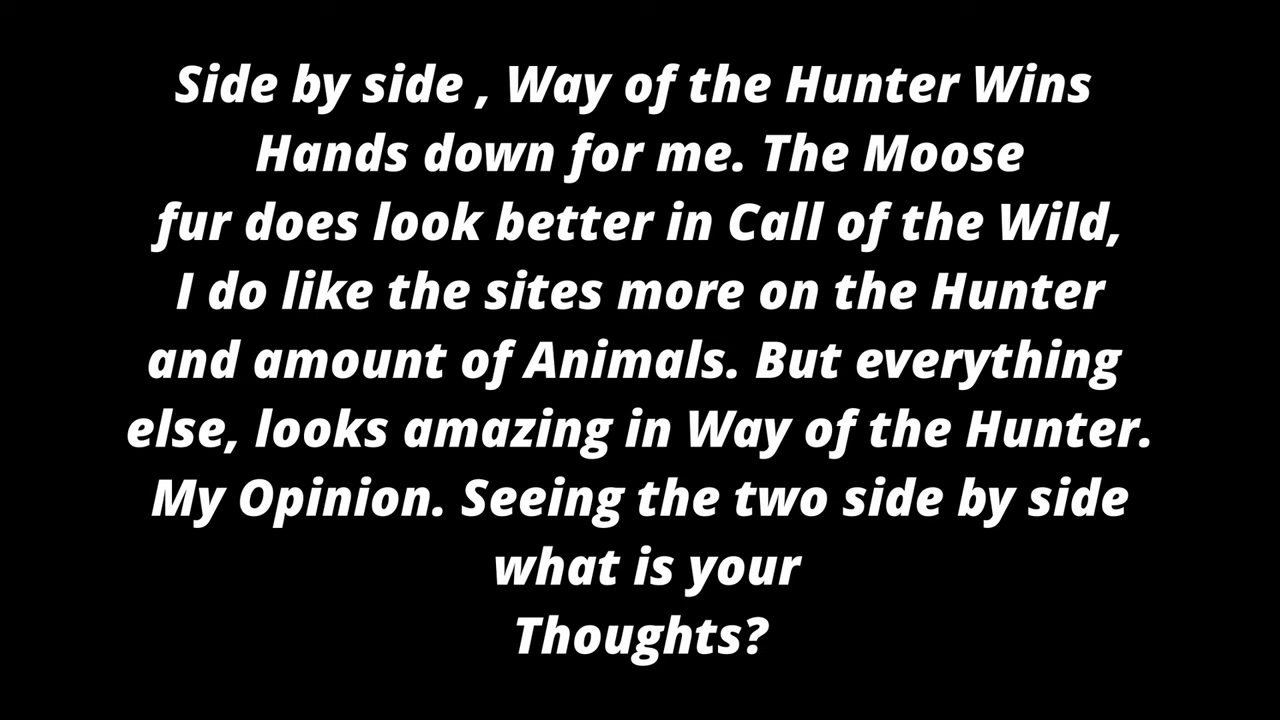 Side by side , Way of the Hunter Wins
Hands down for me. The Moose
fur does look better in Call of the Wild,
I do like the sites more on the Hunter
and amount of Animals. But everything
else, looks amazing in Way of the Hunter.
My Opinion. Seeing the two side by side
what is your
Thoughts?